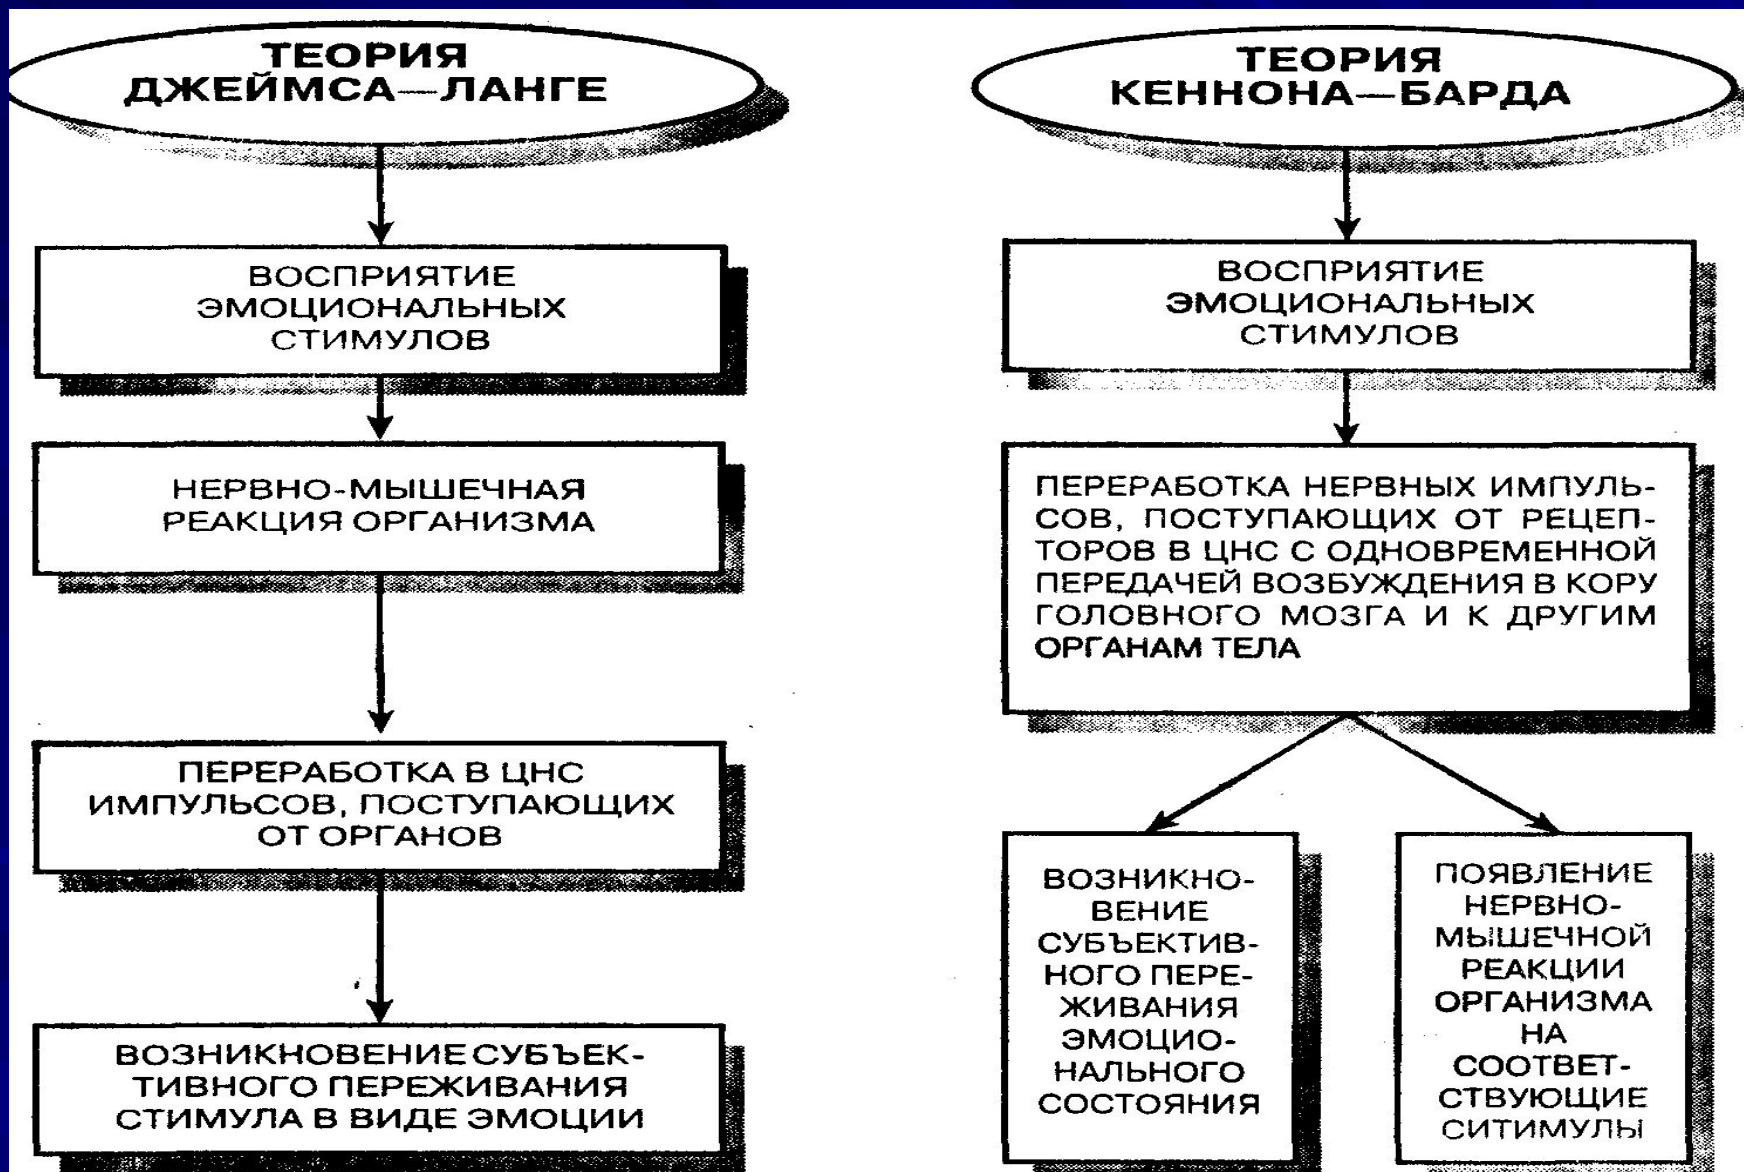 ТЕОРИЯ
ДЖЕЙМСА—ЛАНГЕ
ВОСПРИЯТИЕ
ЭМОЦИОНАЛЬНЫХ
СТИМУЛОВ
НЕРВНО-МЫШЕЧНАЯ
РЕАКЦИЯ ОРГАНИЗМА
ПЕРЕРАБОТКА В ЦНС
ИМПУЛЬСОВ, ПОСТУПАЮЩИХ
ОТ ОРГАНОВ
ВОЗНИКНОВЕНИЕ СУБЪЕК-
ТИВНОГО ПЕРЕЖИВАНИЯ
СТИМУЛА В ВИДЕ ЭМОЦИИ
ТЕОРИЯ
КЕННОНА—БАРДА
ВОСПРИЯТИЕ
ЭМОЦИОНАЛЬНЫХ
СТИМУЛОВ
ПЕРЕРАБОТКА НЕРВНЫХ ИМПУЛЬ-
СОВ, ПОСТУПАЮЩИХ ОТ РЕЦЕП-
ТОРОВ В ЦНС С ОДНОВРЕМЕННОЙ
ПЕРЕДАЧЕЙ ВОЗБУЖДЕНИЯ В КОРУ
ГОЛОВНОГО МОЗГА И К ДРУГИМ
ОРГАНАМ ТЕЛА
ВОЗНИКНО-
ВЕНИЕ
СУБЪЕКТИВ-
НОГО ПЕРЕ-
ЖИВАНИЯ
ЭМОЦИО-
НАЛЬНОГО
СОСТОЯНИЯ
ПОЯВЛЕНИЕ
НЕРВНО-
МЫШЕЧНОЙ
РЕАКЦИИ
ОРГАНИЗМА
НА
СООТВЕТ-
СТВУЮЩИЕ
СИТИМУЛЫ